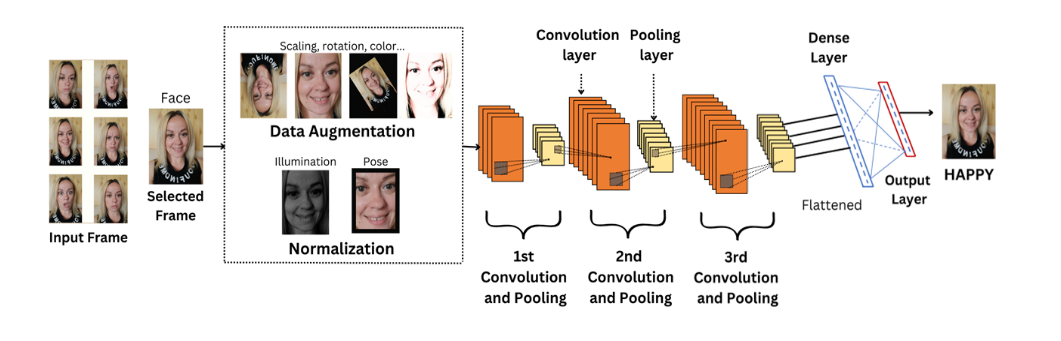 Input Frame
Face
Selected
Frame
Scaling, rotation, color...
Data Augmentation
Illumination
Pose
Normalization
Convolution
layer
Pooling
layer
1st
Convolution
and Pooling
2nd
Convolution
and Pooling
3rd
Convolution
and Pooling
Dense
Layer
Flattened
Output
Layer
HAPPY